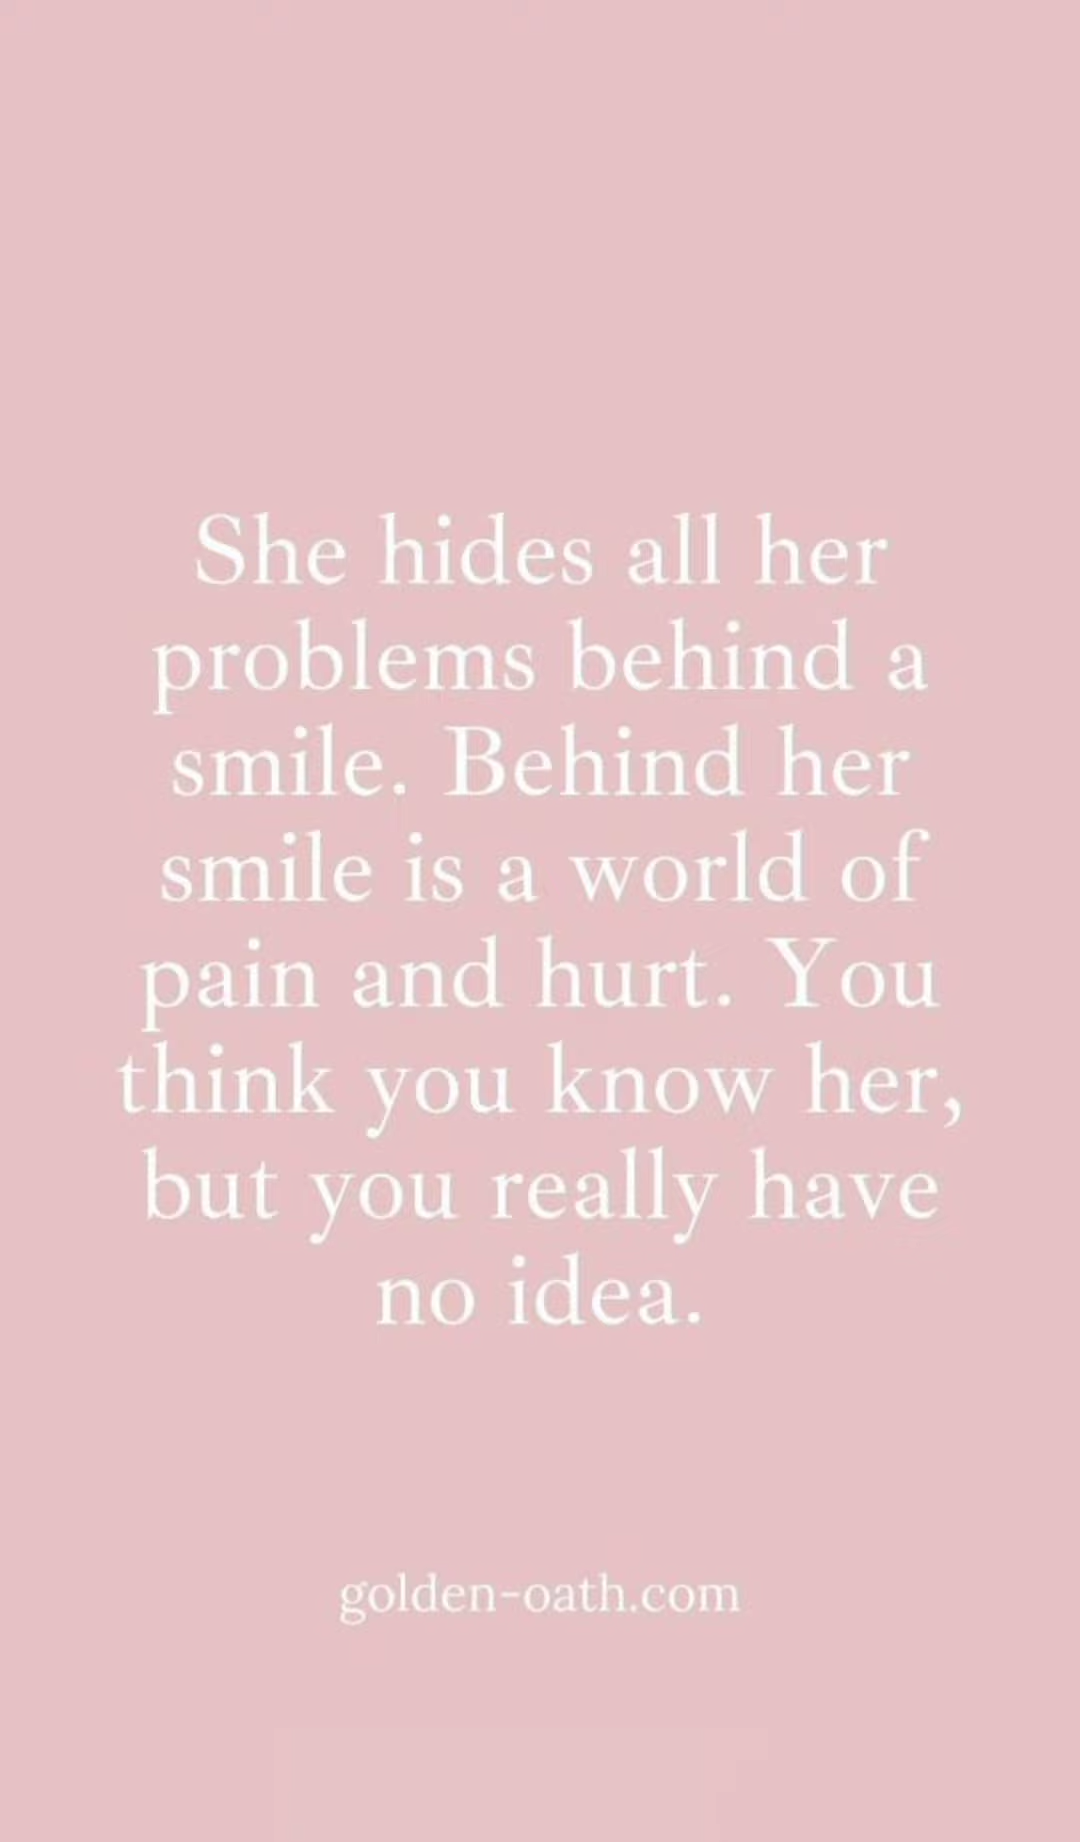 She hides all her
problems behind a
smile. Behind her
smile is a world of
pain and hurt. You
think you know her,
but you really have
no idea.
golden-oath.com